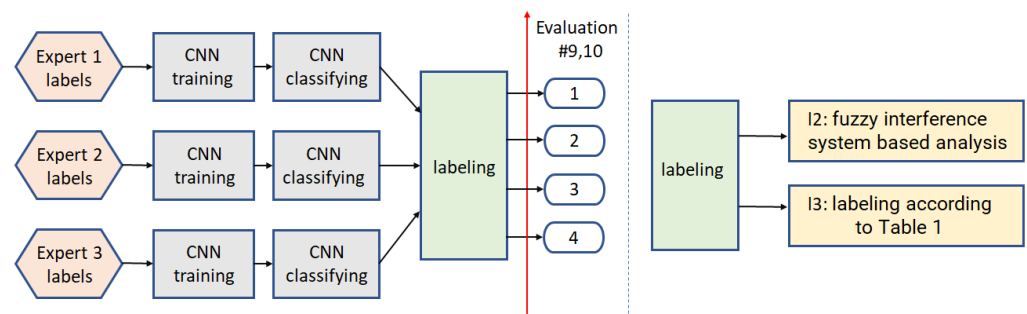 Expert 1
labels
CNN
training
CNN
classifying
Expert 2
labels
CNN
training
CNN
classifying
Expert 3
labels
CNN
training
CNN
classifying
labeling
Evaluation
#9,10
1
2
3
4
labeling
I2: fuzzy interference
system based analysis
I3: labeling according
to Table 1